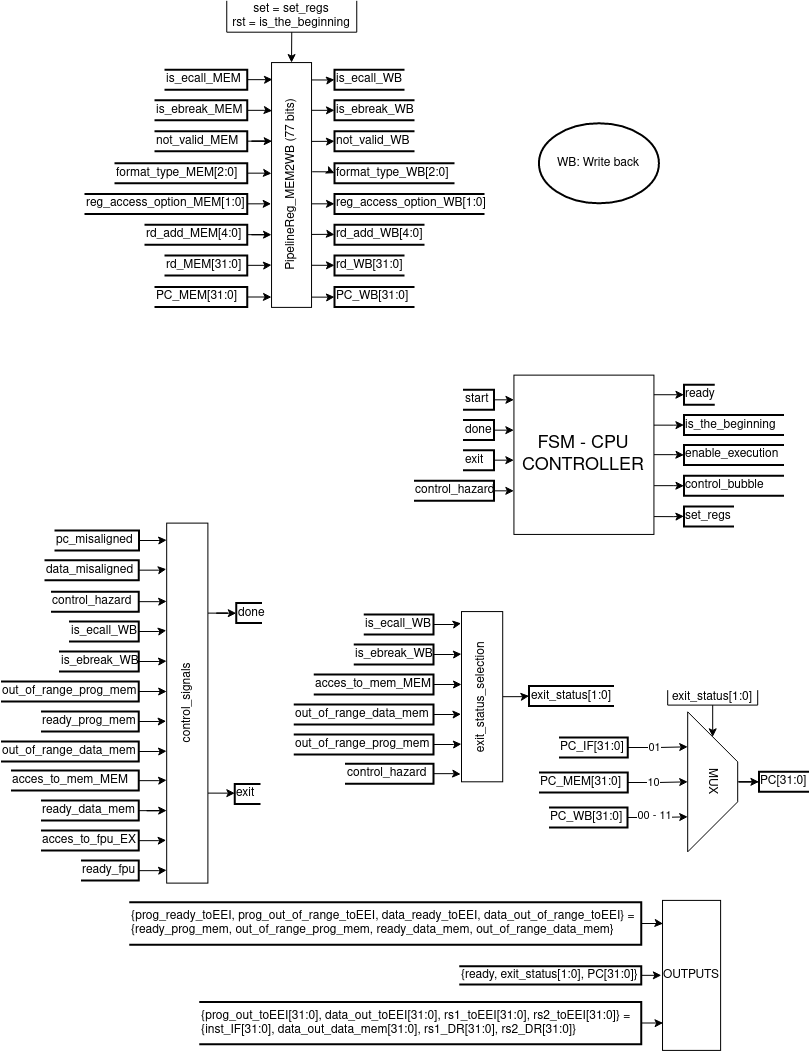 set = set_regs
rst = is_the_beginning
is_ecall_MEM
is_ebreak_MEM
not_valid_MEM
format_type_MEM[2:0]
reg_access_option_MEM[1:0]
rd_add_MEM[4:0]
rd_MEM[31:0]
PC_MEM[31:0]
PipelineReg_MEM2WB (77 bits)
is_ecall_WB
is_ebreak_WB
not_valid_WB
format_type_WB[2:0]
reg_access_option_WB[1:0]
rd_add_WB[4:0]
rd_WB[31:0]
PC_WB[31:0]
WB: Write back
start
done
exit
control_hazard
FSM - CPU
CONTROLLER
ready
is_the_beginning
enable_execution
control_bubble
set_regs
pc_misaligned
data_misaligned
control_hazard
is_ecall_WB
is_ebreak_WB
out_of_range_prog_mem
ready_prog_mem
out_of_range_data_mem
acces_to_mem_MEM
ready_data_mem
acces_to_fpu_EX
ready_fpu
control_signals
done
exit
is_ecall_WB
is_ebreak_WB
acces_to_mem_MEM
out_of_range_data_mem
out_of_range_prog_mem
control_hazard
exit_status_selection
exit_status[1:0]
exit_status[1:0]
PC_IF[31:0]
01
PC_MEM[31:0]
10
PC_WB[31:0]
00 - 11
MUX
PC[31:0]
{prog_ready_toEEI, prog_out_of_range_toEEI, data_ready_toEEI, data_out_of_range_toEEI} =
{ready_prog_mem, out_of_range_prog_mem, ready_data_mem, out_of_range_data_mem}
{ready, exit_status[1:0], PC[31:0]}
{prog_out_toEEI[31:0], data_out_toEEI[31:0], rs1_toEEI[31:0], rs2_toEEI[31:0]} =
{inst_IF[31:0], data_out_data_mem[31:0], rs1_DR[31:0], rs2_DR[31:0]}
OUTPUTS